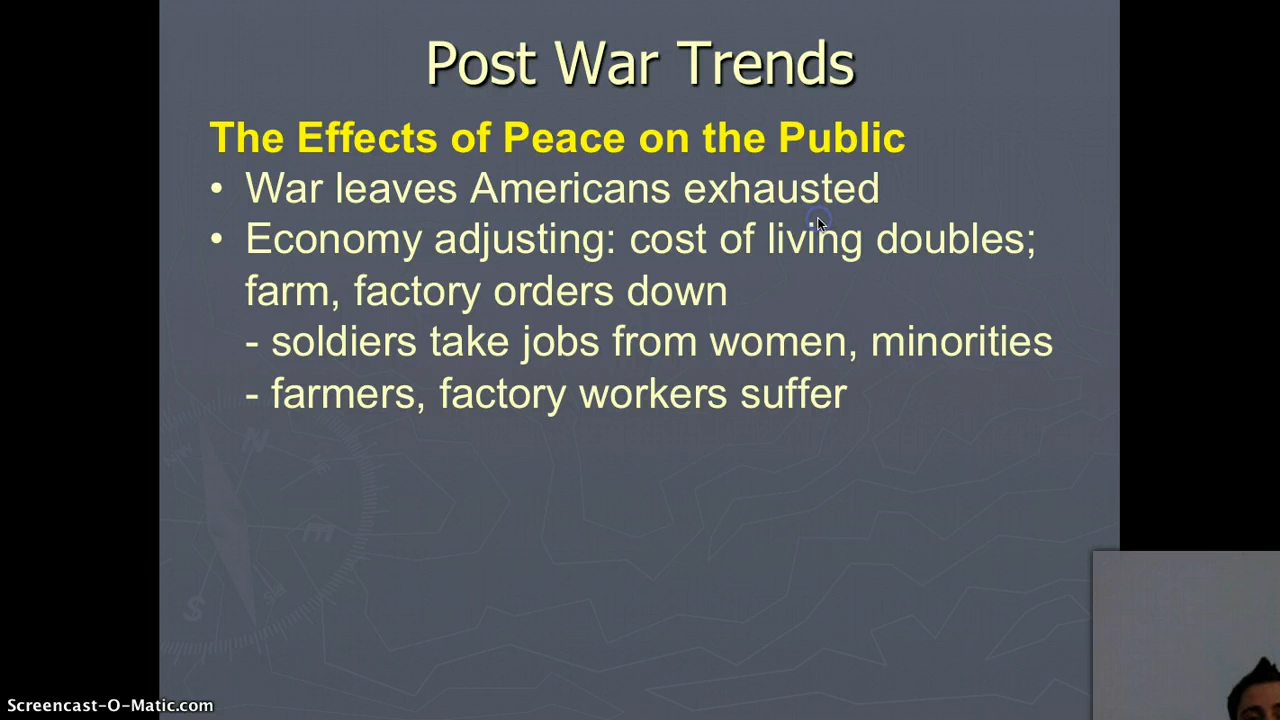 Post War Trends
The Effects of Peace on the Public
• War leaves Americans exhausted
• Economy adjusting: cost of living doubles;
farm, factory orders down
- soldiers take jobs from women, minorities
- farmers, factory workers suffer
N
m
S
Screencast-O-Matic.com